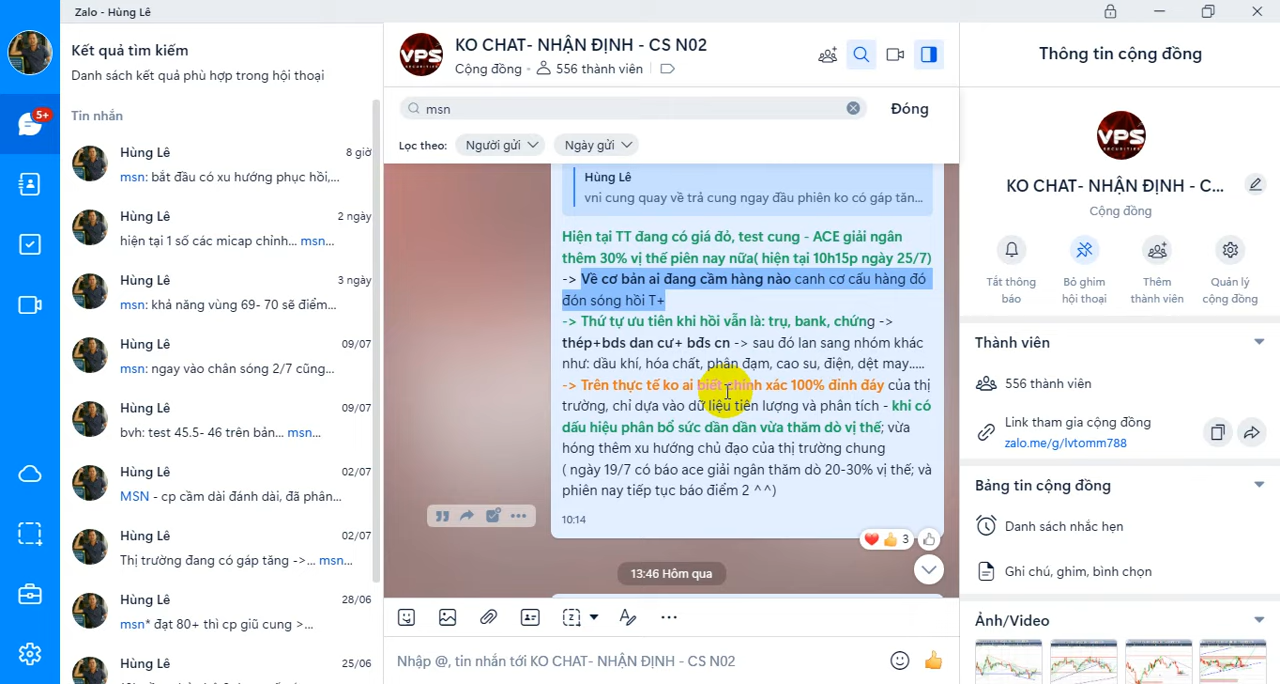 Zalo - Hùng Lê
5+
Kết quả tìm kiếm
Danh sách kết quả phù hợp trong hội thoại
Tin nhắn
Hùng Lê
8 giờ
msn: bắt đầu có xu hướng phục hồi,...
Hùng Lê
2 ngày
hiện tại 1 số các micap chỉnh... msn...
Hùng Lê
3 ngày
msn: khả năng vùng 69- 70 sẽ điểm...
Hùng Lê
09/07
msn: ngay vào chân sóng 2/7 cũng...
Hùng Lê
09/07
bvh: test 45.5- 46 trên bản... msn...
Hùng Lê
02/07
MSN - cp cầm dài đánh dài, đã phân...
Hùng Lê
02/07
Thị trường đang có gáp tăng ->... msn...
Hùng Lê
28/06
msn* đạt 80+ thì cp giũ cung >...
Hùng Lê
25/06
VPS
SECURITIES
KO CHAT- NHẬN ĐỊNH - CS N02
Cộng đồng - 556 thành viên
msn
Đóng
Lọc theo:
Người gửi
Ngày gửi
Hùng Lê
vni cung quay về trả cung ngay đầu phiên ko có gáp tăn...
Hiện tại TT đang có giá đỏ, test cung - ACE giải ngân
thêm 30% vị thế piên nay nữa( hiện tại 10h15p ngày 25/7)
-> Về cơ bản ai đang cầm hàng nào canh cơ cấu hàng đó
đón sóng hồi T+
-> Thứ tự ưu tiên khi hồi vẫn là: trụ, bank, chứng ->
thép+bds dan cư+ bđs cn -> sau đó lan sang nhóm khác
như: dầu khí, hóa chất, phân đạm, cao su, điện, dệt may.....
-> Trên thực tế ko ai biết chính xác 100% đỉnh đáy của thị
trường, chỉ dựa vào dữ liệu tiên lượng và phân tích - khi có
dấu hiệu phân bổ sức dần dần vừa thăm dò vị thế; vừa
hóng thêm xu hướng chủ đạo của thị trường chung
( ngày 19/7 có báo ace giải ngân thăm dò 20-30% vị thế; và
phiên nay tiếp tục báo điểm 2 ^^)
10:14
3
13:46 Hôm qua
Nhập @, tin nhắn tới KO CHAT- NHẬN ĐỊNH - CS N02
Thông tin cộng đồng
VPS
SECURITIES
KO CHAT- NHẬN ĐỊNH - C...
Cộng đồng
Tắt thông
báo
Bỏ ghim
hội thoại
Thêm
thành viên
Quản lý
cộng đồng
Thành viên
556 thành viên
Link tham gia cộng đồng
zalo.me/g/lvtomm788
Bảng tin cộng đồng
Danh sách nhắc hẹn
Ghi chú, ghim, bình chọn
Ảnh/Video